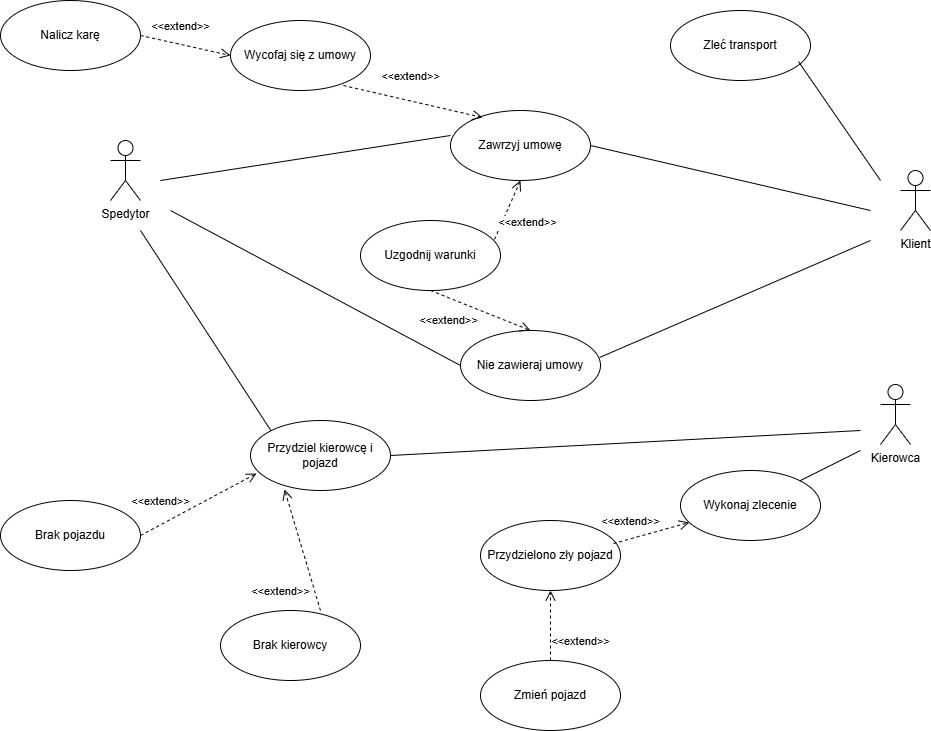 Nalicz karę
<<extend>>
Wycofaj się z umowy
Zleć transport
<<extend>>
Zawrzyj umowę
Spedytor
Klient
<<extend>>
Uzgodnij warunki
<<extend>>
Nie zawieraj umowy
Przydziel kierowcę i
pojazd
Kierowca
<<extend>>
Wykonaj zlecenie
Brak pojazdu
<<extend>>
Przydzielono zły pojazd
<<extend>>
Brak kierowcy
<<extend>>
Zmień pojazd